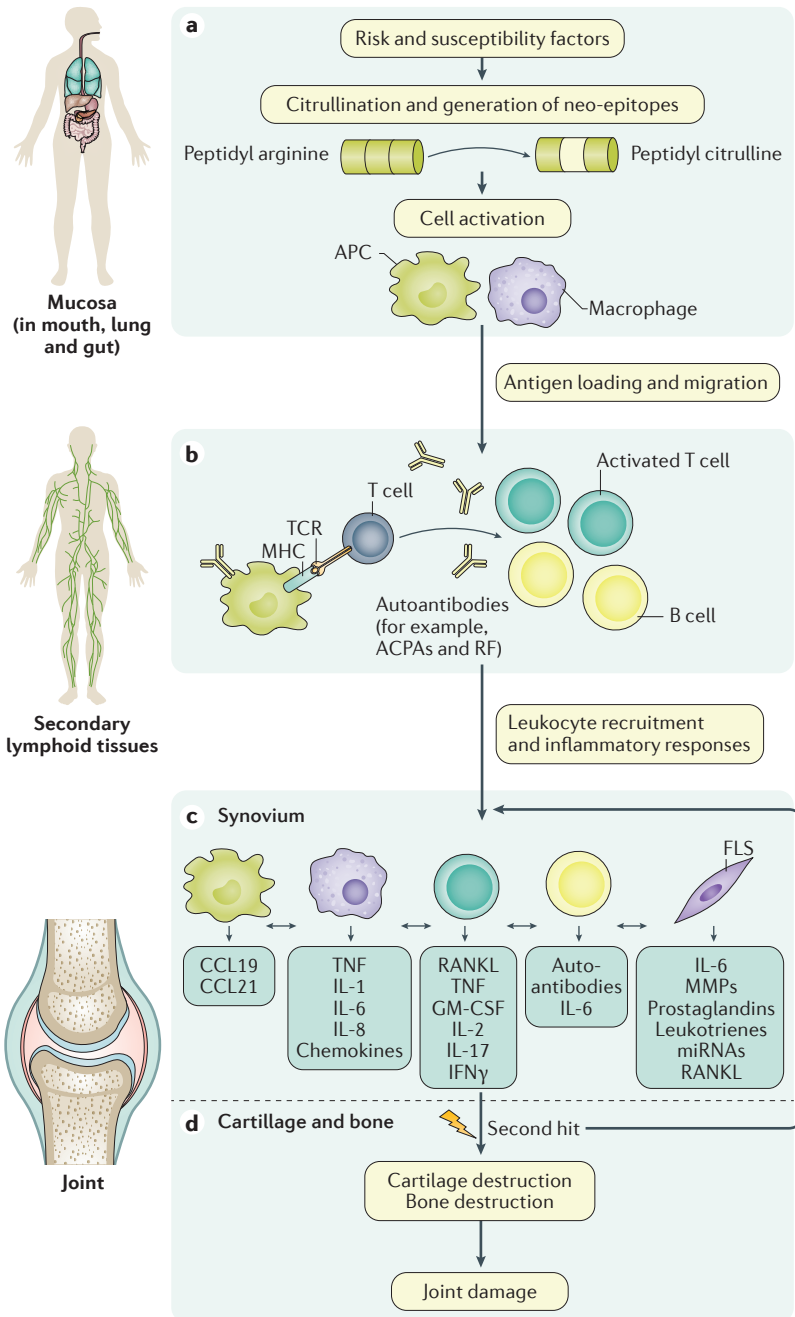 a
Risk and susceptibility factors
Citrullination and generation of neo-epitopes
Peptidyl arginine
Peptidyl citrulline
Cell activation
APC
Macrophage
Mucosa
(in mouth, lung
and gut)
Antigen loading and migration
b
Activated T cell
T cell
TCR
MHC
Autoantibodies
(for example,
ACPAs and RF)
B cell
Secondary
lymphoid tissues
Leukocyte recruitment
and inflammatory responses
c Synovium
FLS
CCL19
CCL21
TNF
IL-1
IL-6
IL-8
Chemokines
RANKL
TNF
GM-CSF
IL-2
IL-17
IFNγ
Auto-
antibodies
IL-6
IL-6
MMPs
Prostaglandins
Leukotrienes
miRNAs
RANKL
Joint
d Cartillage and bone
Second hit
Cartilage destruction
Bone destruction
Joint damage